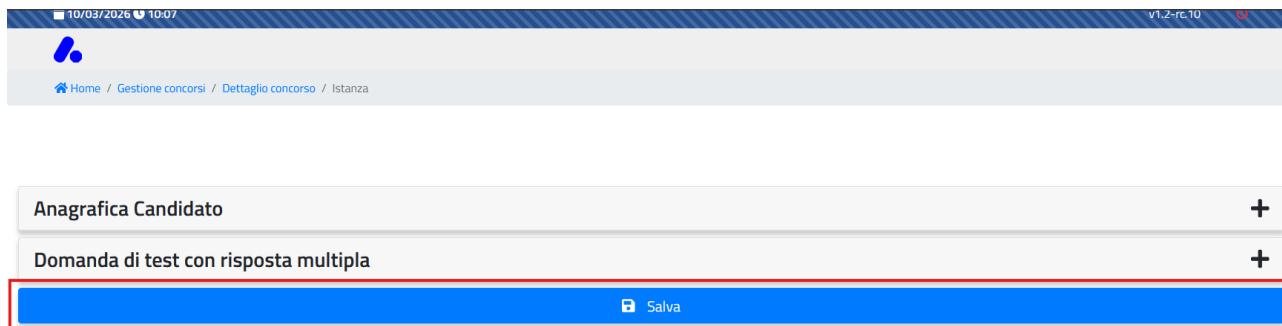 10/03/2026 10:07 v1.2-rc.10
Home / Gestione concorsi / Dettaglio concorso / Istanza
Anagrafica Candidato
Domanda di test con risposta multipla
Salva